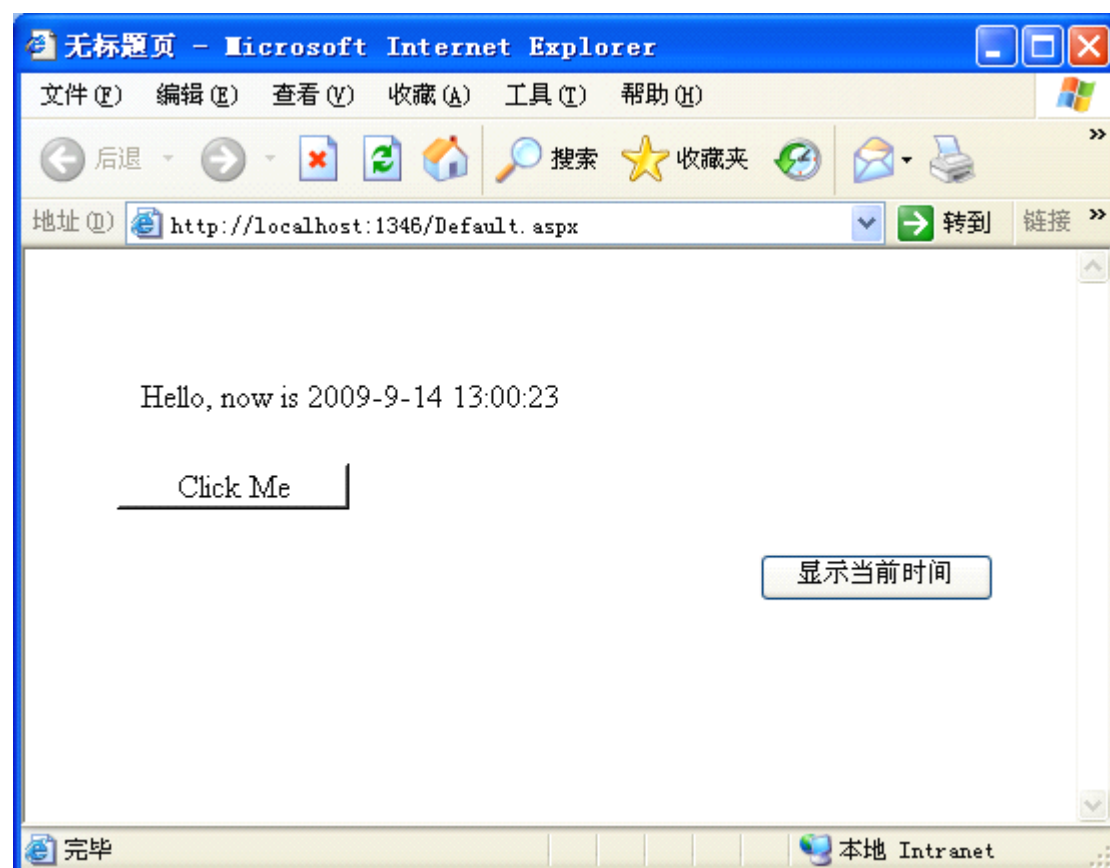 无标题页 - Microsoft Internet Explorer
文件(F) 编辑(E) 查看(V) 收藏(A) 工具(T) 帮助(H)
后退 搜索 收藏夹
地址(D) http://localhost:1346/Default.aspx 转到 链接
Hello, now is 2009-9-14 13:00:23
Click Me
显示当前时间
完毕 本地 Intranet